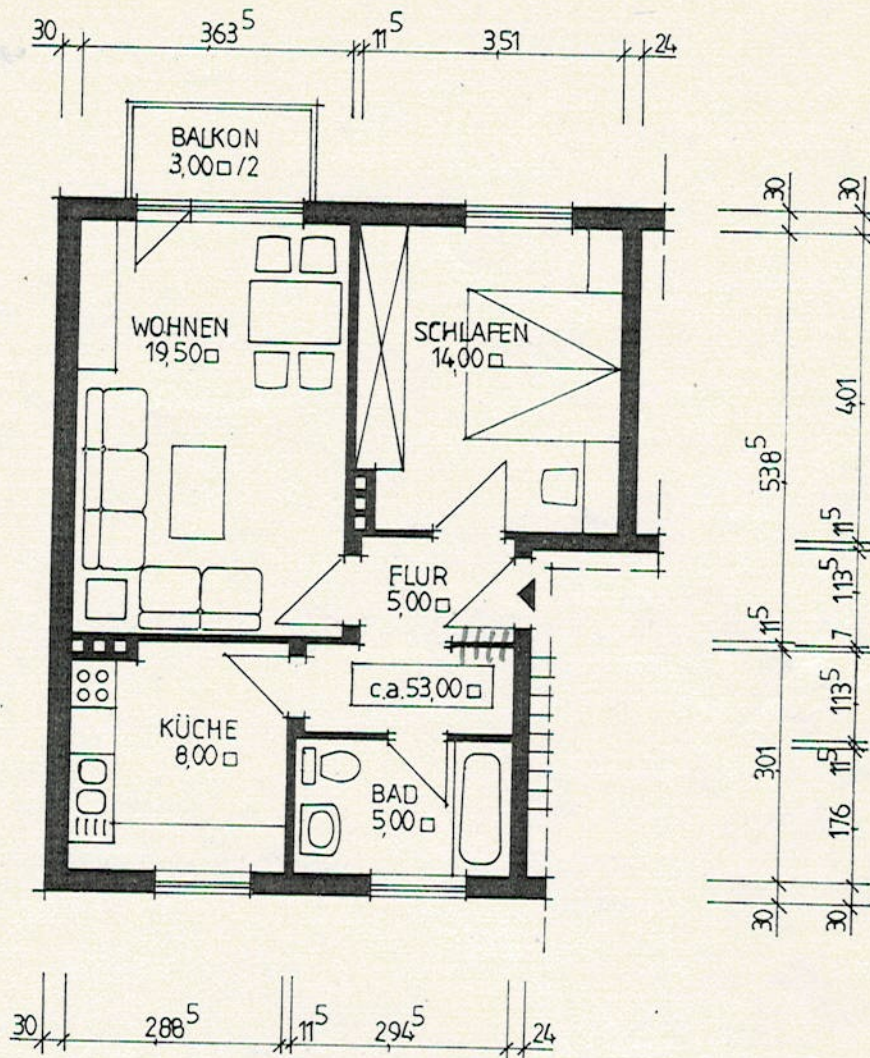 30 363⁵ 11⁵ 351 24
BALKON
3,00□/2
WOHNEN
19,50□
SCHLAFEN
14,00□
FLUR
5,00□
c.a.53,00□
KÜCHE
8,00□
BAD
5,00□
30 538⁵ 11⁵ 301 30
30 401 11⁵ 113⁵ 7 113⁵ 11⁵ 176 30
30 288⁵ 11⁵ 294⁵ 24